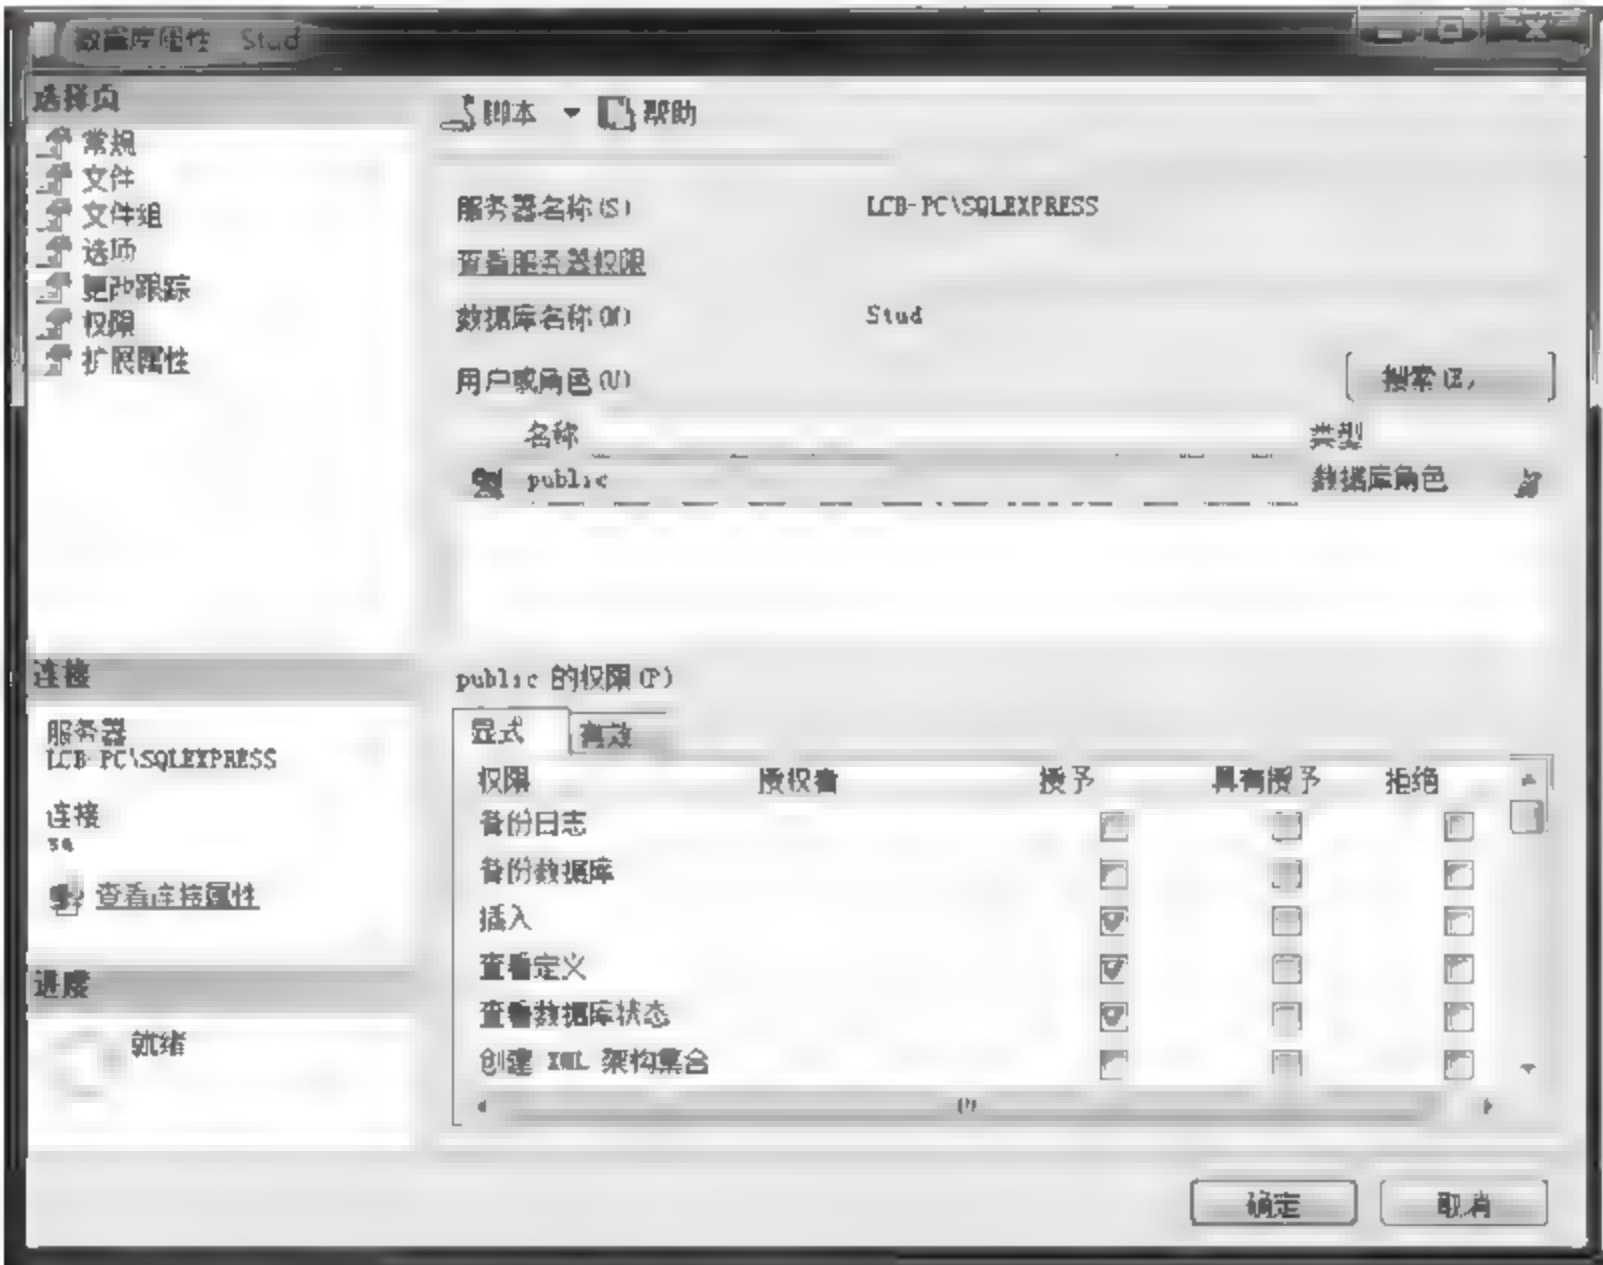 数据库属性 - Stud
选择页
常规
文件
文件组
选项
更改跟踪
权限
扩展属性
脚本 帮助
服务器名称(S)
LCB-PC\SQLEXPRESS
查看服务器权限
数据库名称(N)
Stud
用户或角色(U)
搜索(E)
名称 类型
public 数据库角色
连接
服务器
LCB-PC\SQLEXPRESS
连接
查看连接属性
进度
就绪
public 的权限(P)
显式 有效
权限 授权者 授予 具有授予 拒绝
备份日志
备份数据库
插入
查看定义
查看数据库状态
创建 XML 架构集合
确定 取消